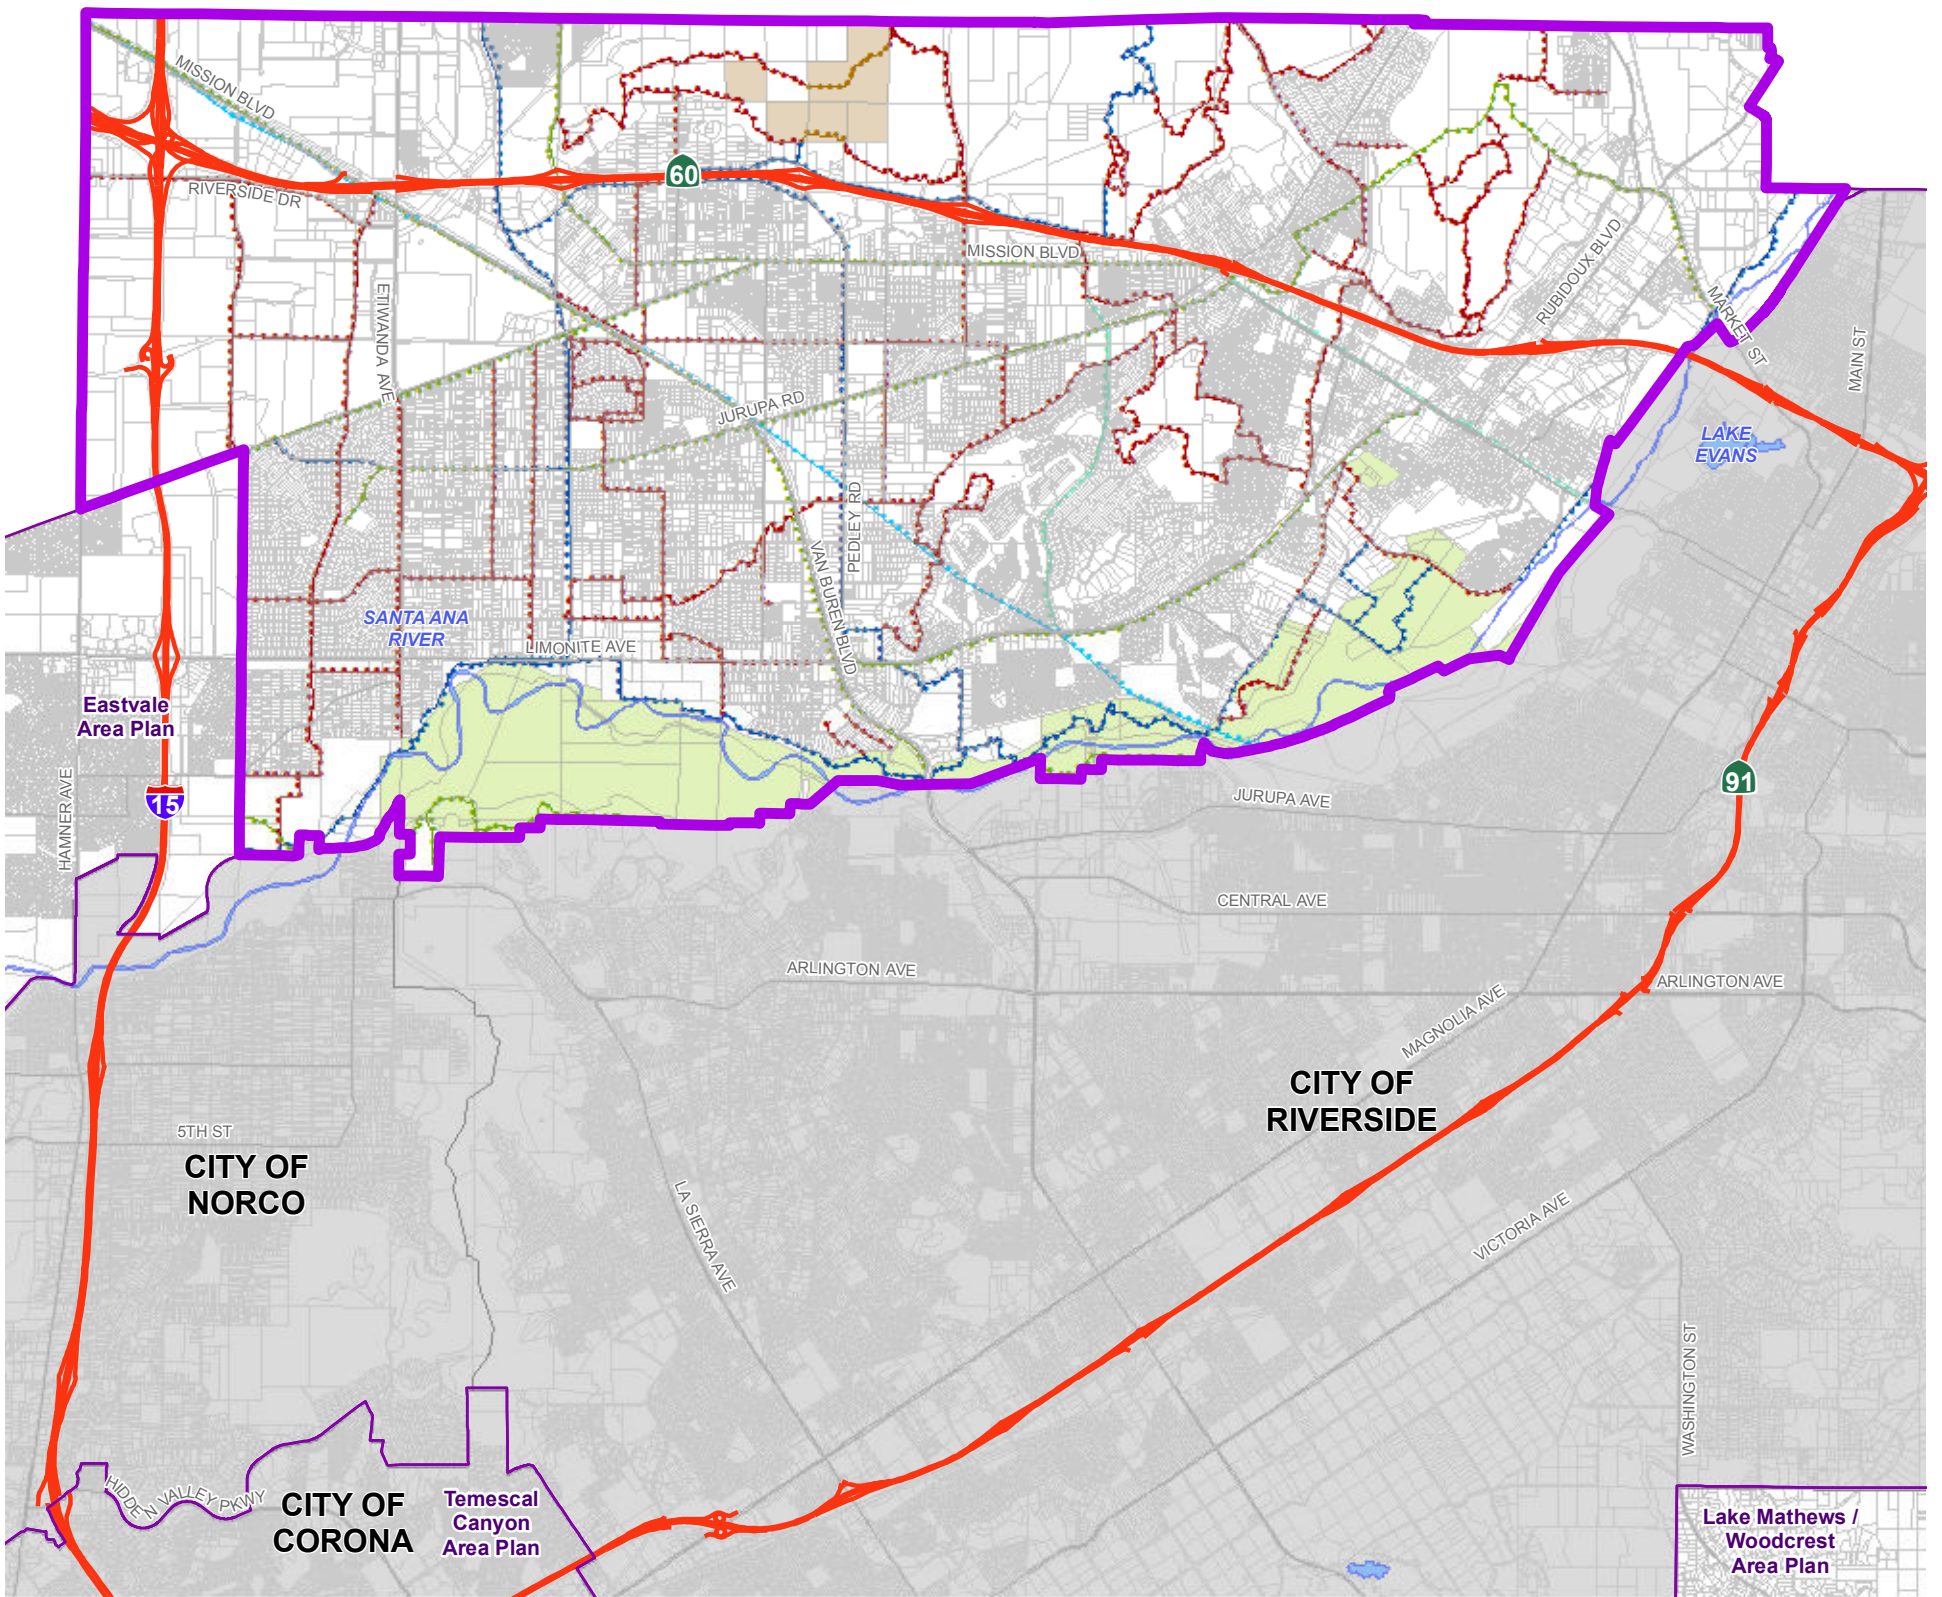 MISSION BLVD
60
RIVERSIDE DR
MISSION BLVD
RUBIDOUX BLVD
ETIWANDA AVE
MARKET ST
MAIN ST
JURUPA RD
LAKE
EVANS
PEDLEY RD
VAN BUREN BLVD
SANTA ANA
RIVER
LIMONITE AVE
Eastvale
Area Plan
HAMNER AVE
15
91
JURUPA AVE
CENTRAL AVE
ARLINGTON AVE
ARLINGTON AVE
MAGNOLIA AVE
CITY OF
RIVERSIDE
5TH ST
CITY OF
NORCO
LA SIERRA AVE
VICTORIA AVE
WASHINGTON ST
HIDDEN VALLEY PKWY
CITY OF
CORONA
Temescal
Canyon
Area Plan
Lake Mathews /
Woodcrest
Area Plan